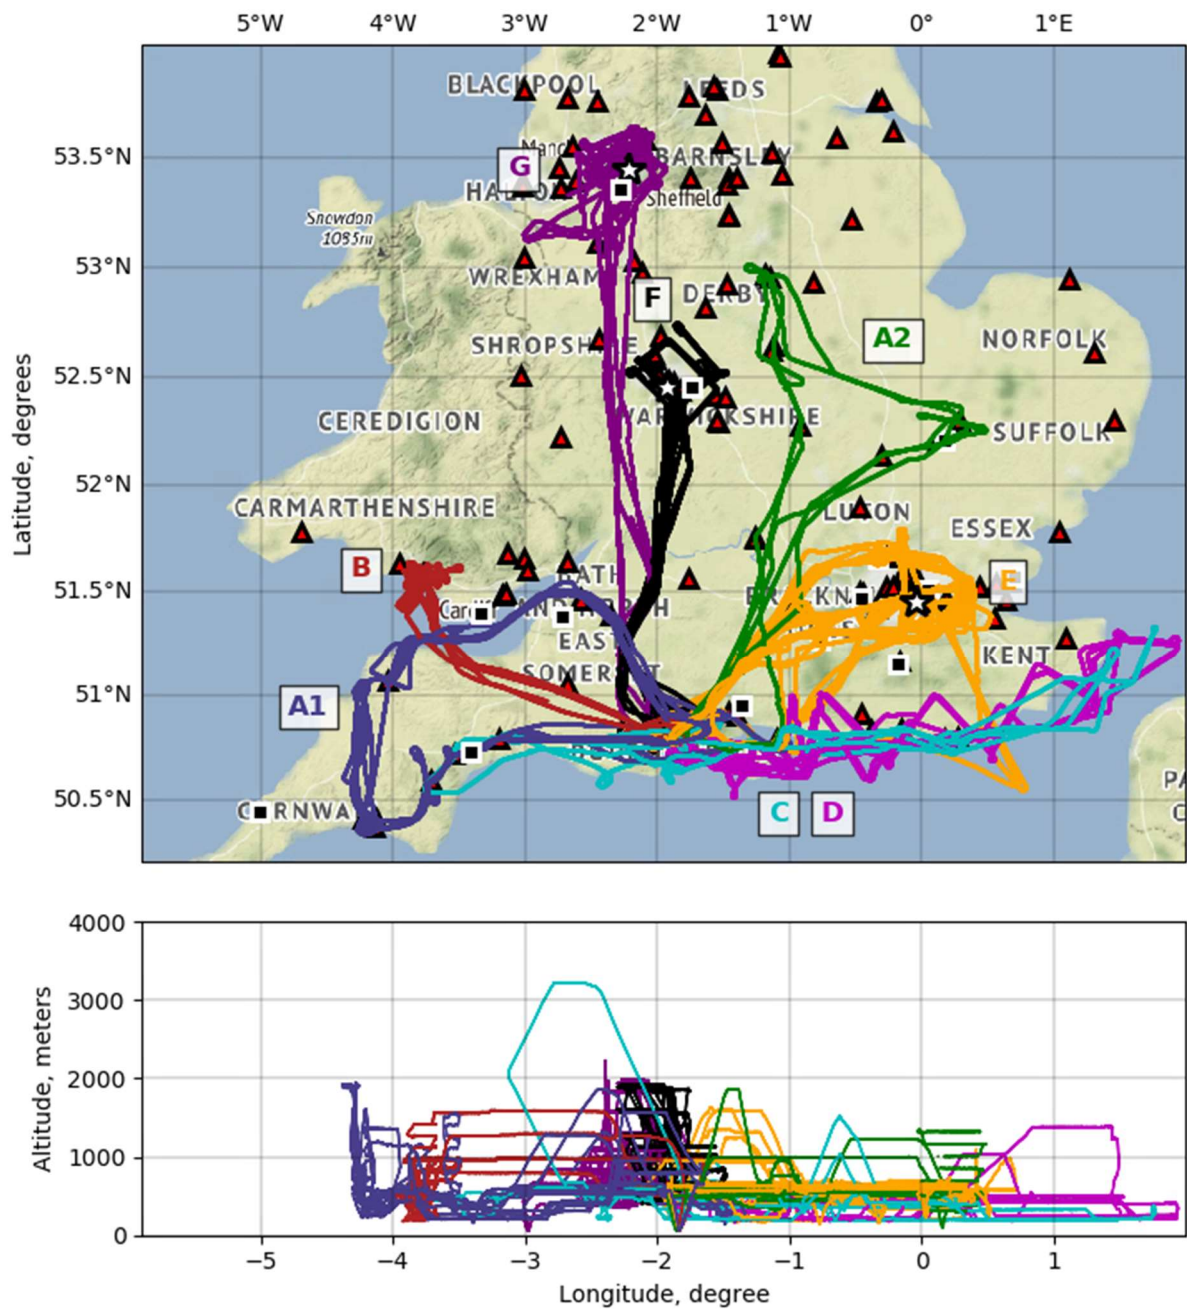 5°W 4°W 3°W 2°W 1°W 0° 1°E
BLACKPOOL LEEDS
53.5°N
BARNSLEY
G
Sheffield
Snowdon
1085m
53°N
WREXHAM
F
DERBY
A2
NORFOLK
SHROPSHIRE
52.5°N
CEREDIGION
SUFFOLK
52°N
CARMARTHENSHIRE
LUTON
ESSEX
B
E
51.5°N
EAST
KENT
SOMERSET
51°N
A1
50.5°N
C D
Latitude, degrees
4000
3000
2000
1000
0
Altitude, meters
−5 −4 −3 −2 −1 0 1
Longitude, degree